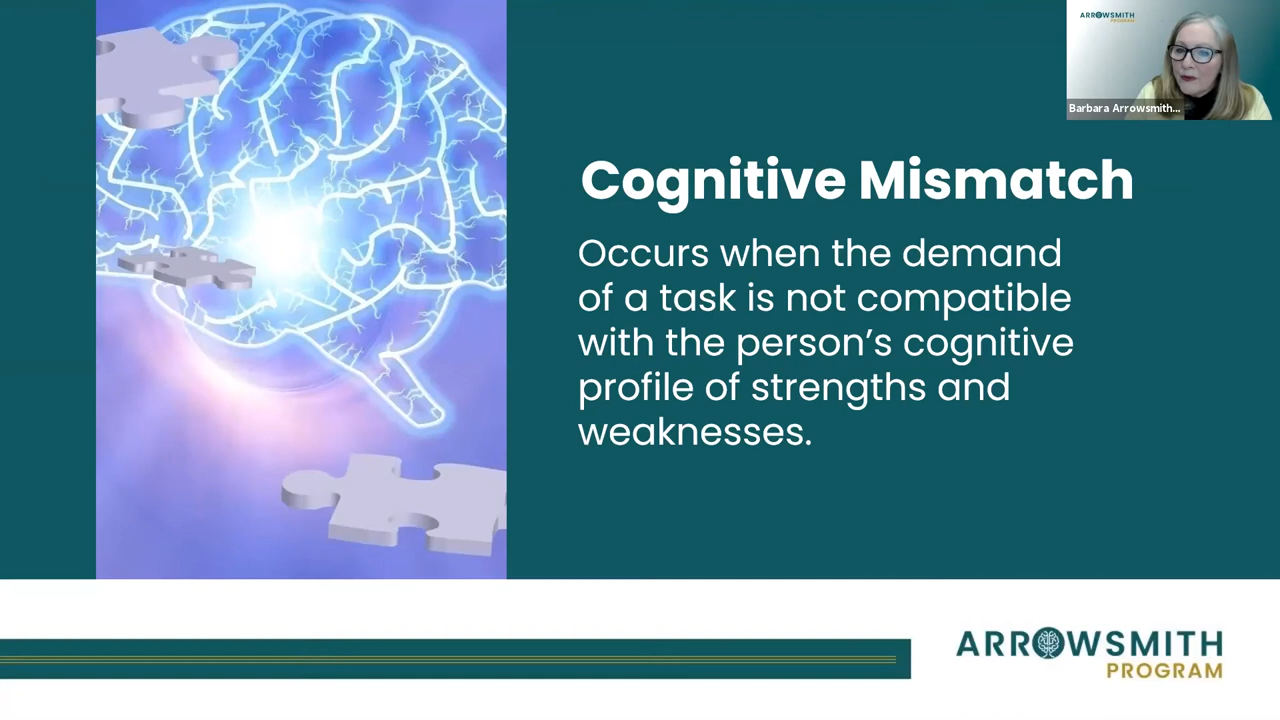 ARROWSMITH
PROGRAM
Barbara Arrowsmith...
Cognitive Mismatch
Occurs when the demand
of a task is not compatible
with the person’s cognitive
profile of strengths and
weaknesses.
ARROWSMITH
PROGRAM